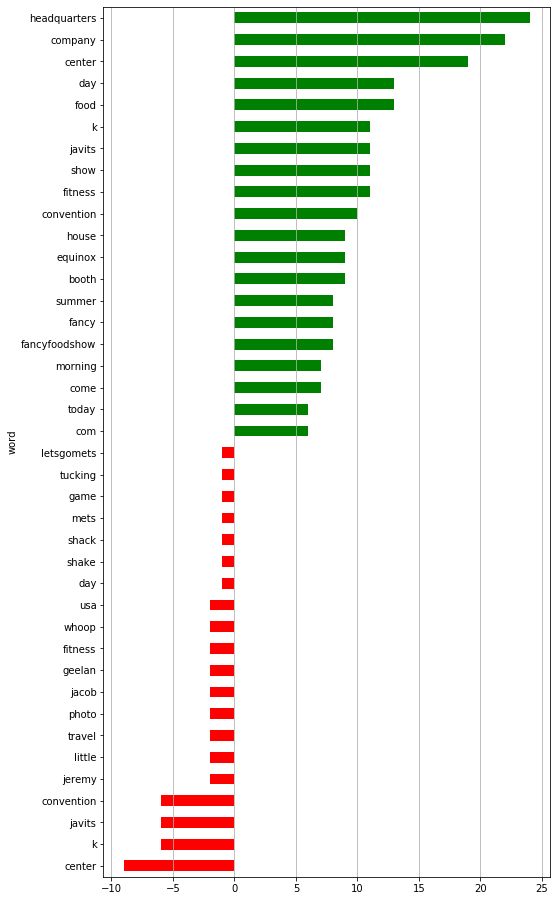 headquarters
company
center
day
food
k
javits
show
fitness
convention
house
equinox
booth
summer
fancy
fancyfoodshow
morning
come
today
com
word
letsgomets
tucking
game
mets
shack
shake
day
usa
whoop
fitness
geelan
jacob
photo
travel
little
jeremy
convention
javits
k
center
−10 −5 0 5 10 15 20 25